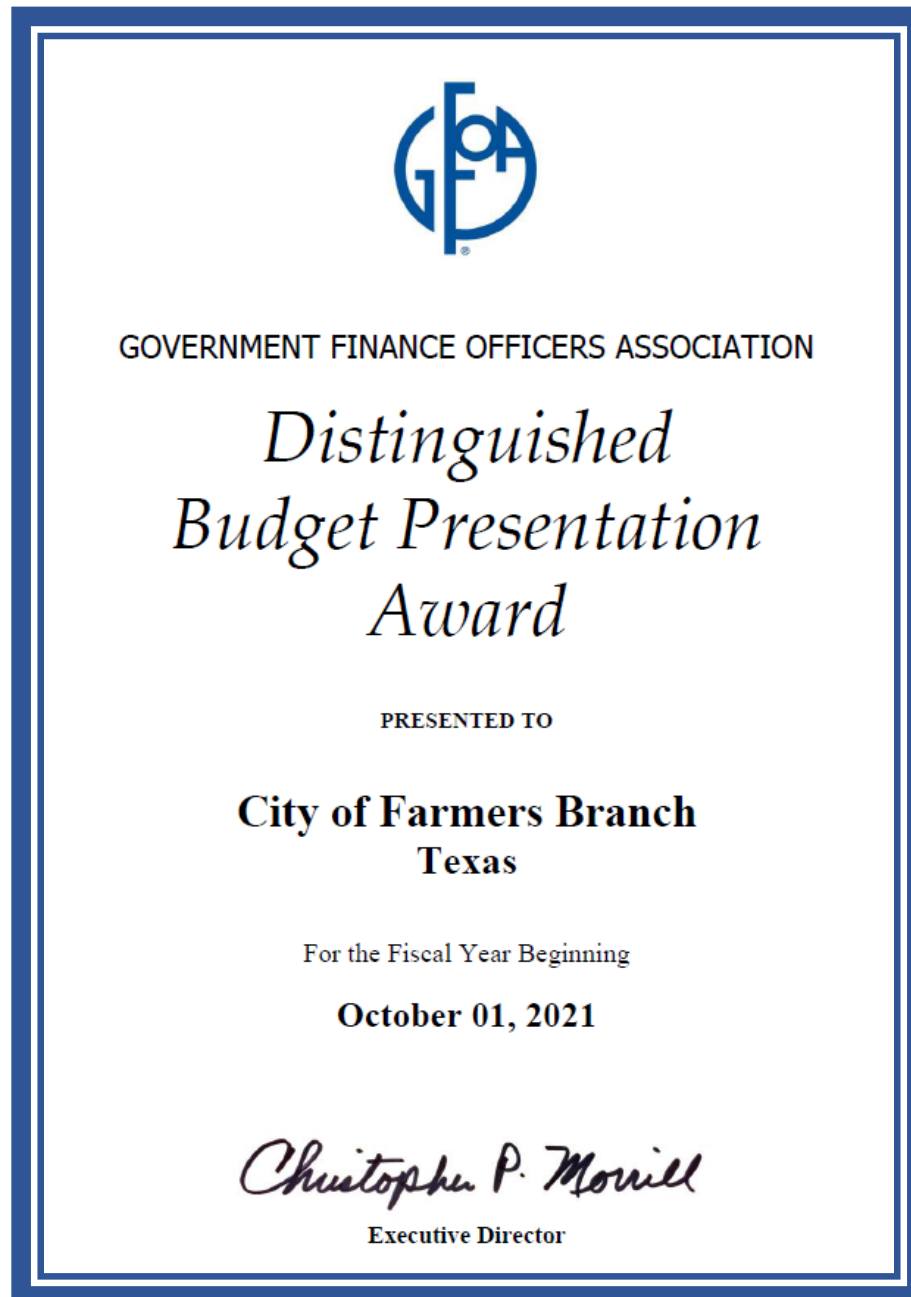 GFOA
®
GOVERNMENT FINANCE OFFICERS ASSOCIATION
Distinguished
Budget Presentation
Award
PRESENTED TO
City of Farmers Branch
Texas
For the Fiscal Year Beginning
October 01, 2021
Christopher P. Morrill
Executive Director